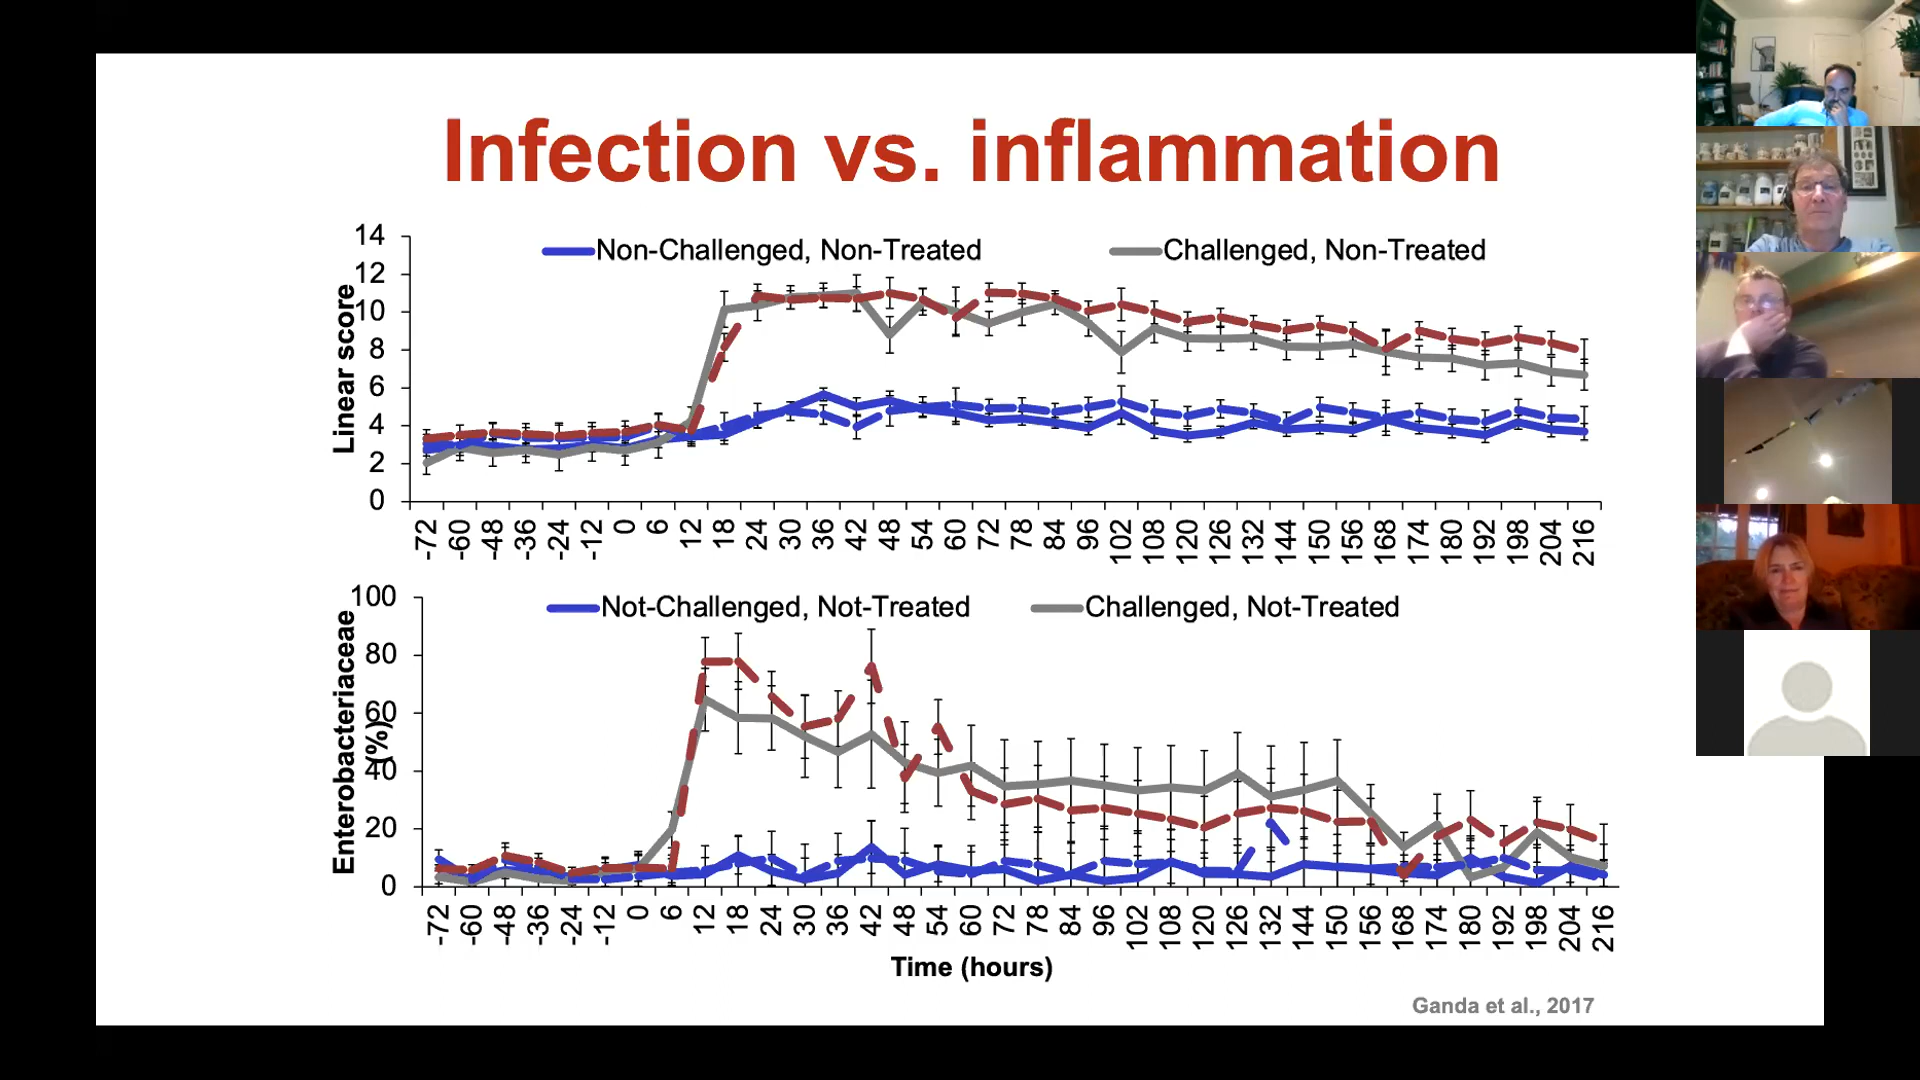 Infection vs. inflammation
Non-Challenged, Non-Treated
Challenged, Non-Treated
Linear score
14
12
10
8
6
4
2
0
-72 -60 -48 -36 -24 -12 0 6 12 18 24 30 36 42 48 54 60 72 78 84 96 102 108 120 126 132 144 150 156 168 174 180 192 198 204 216
Not-Challenged, Not-Treated
Challenged, Not-Treated
Enterobacteriaceae
(%)
100
80
60
40
20
0
-72 -60 -48 -36 -24 -12 0 6 12 18 24 30 36 42 48 54 60 72 78 84 96 102 108 120 126 132 144 150 156 168 174 180 192 198 204 216
Time (hours)
Ganda et al., 2017